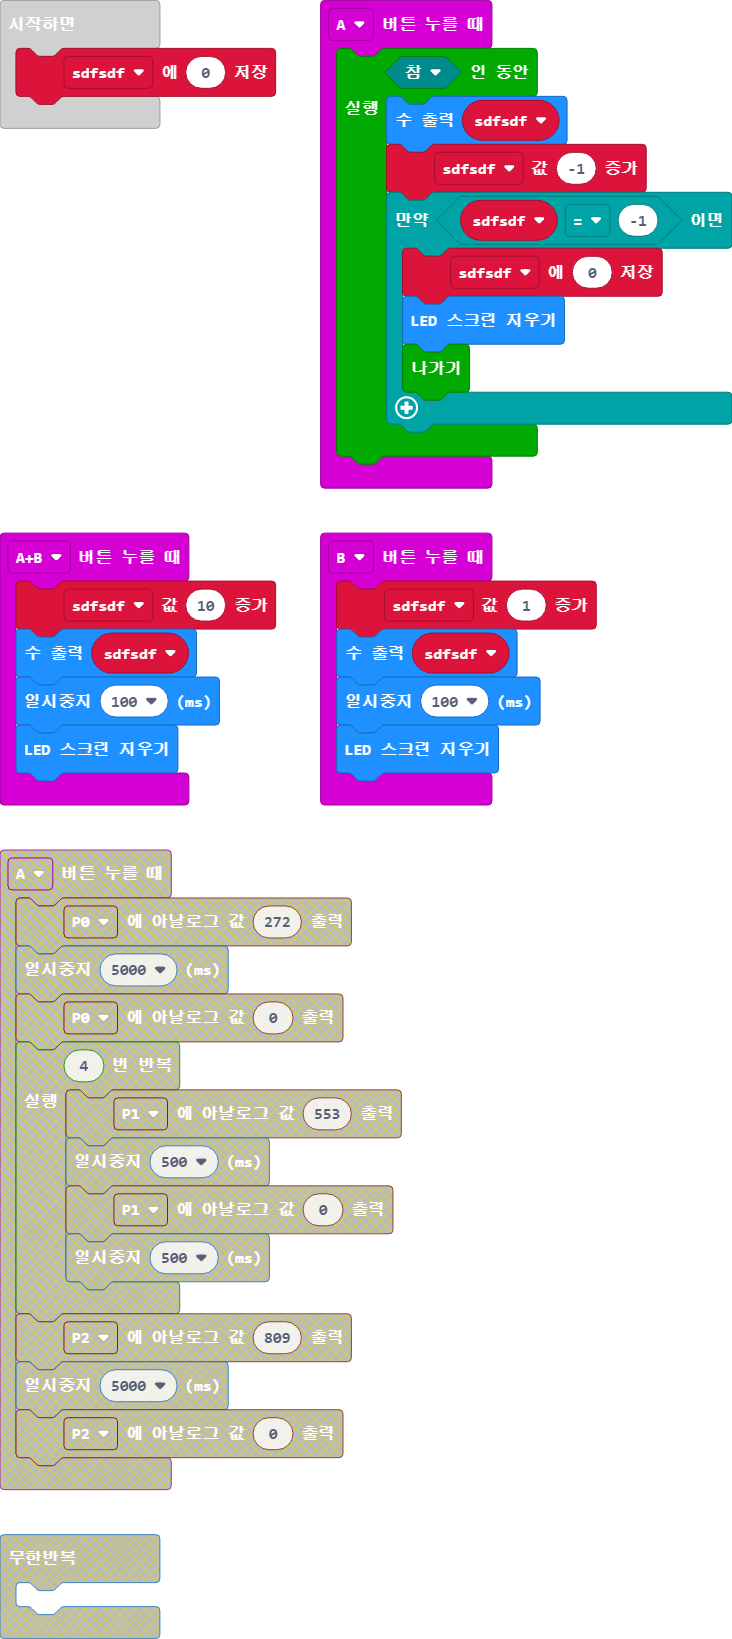 시작하면
sdfsdf 에 0 저장
A 버튼 누를 때
참 인 동안
실행
수 출력 sdfsdf
sdfsdf 값 -1 증가
만약 sdfsdf = -1 이면
sdfsdf 에 0 저장
LED 스크린 지우기
나가기
A+B 버튼 누를 때
sdfsdf 값 10 증가
수 출력 sdfsdf
일시중지 100 (ms)
LED 스크린 지우기
B 버튼 누를 때
sdfsdf 값 1 증가
수 출력 sdfsdf
일시중지 100 (ms)
LED 스크린 지우기
A 버튼 누를 때
P0 에 아날로그 값 272 출력
일시중지 5000 (ms)
P0 에 아날로그 값 0 출력
4 번 반복
실행
P1 에 아날로그 값 553 출력
일시중지 500 (ms)
P1 에 아날로그 값 0 출력
일시중지 500 (ms)
P2 에 아날로그 값 809 출력
일시중지 5000 (ms)
P2 에 아날로그 값 0 출력
무한반복